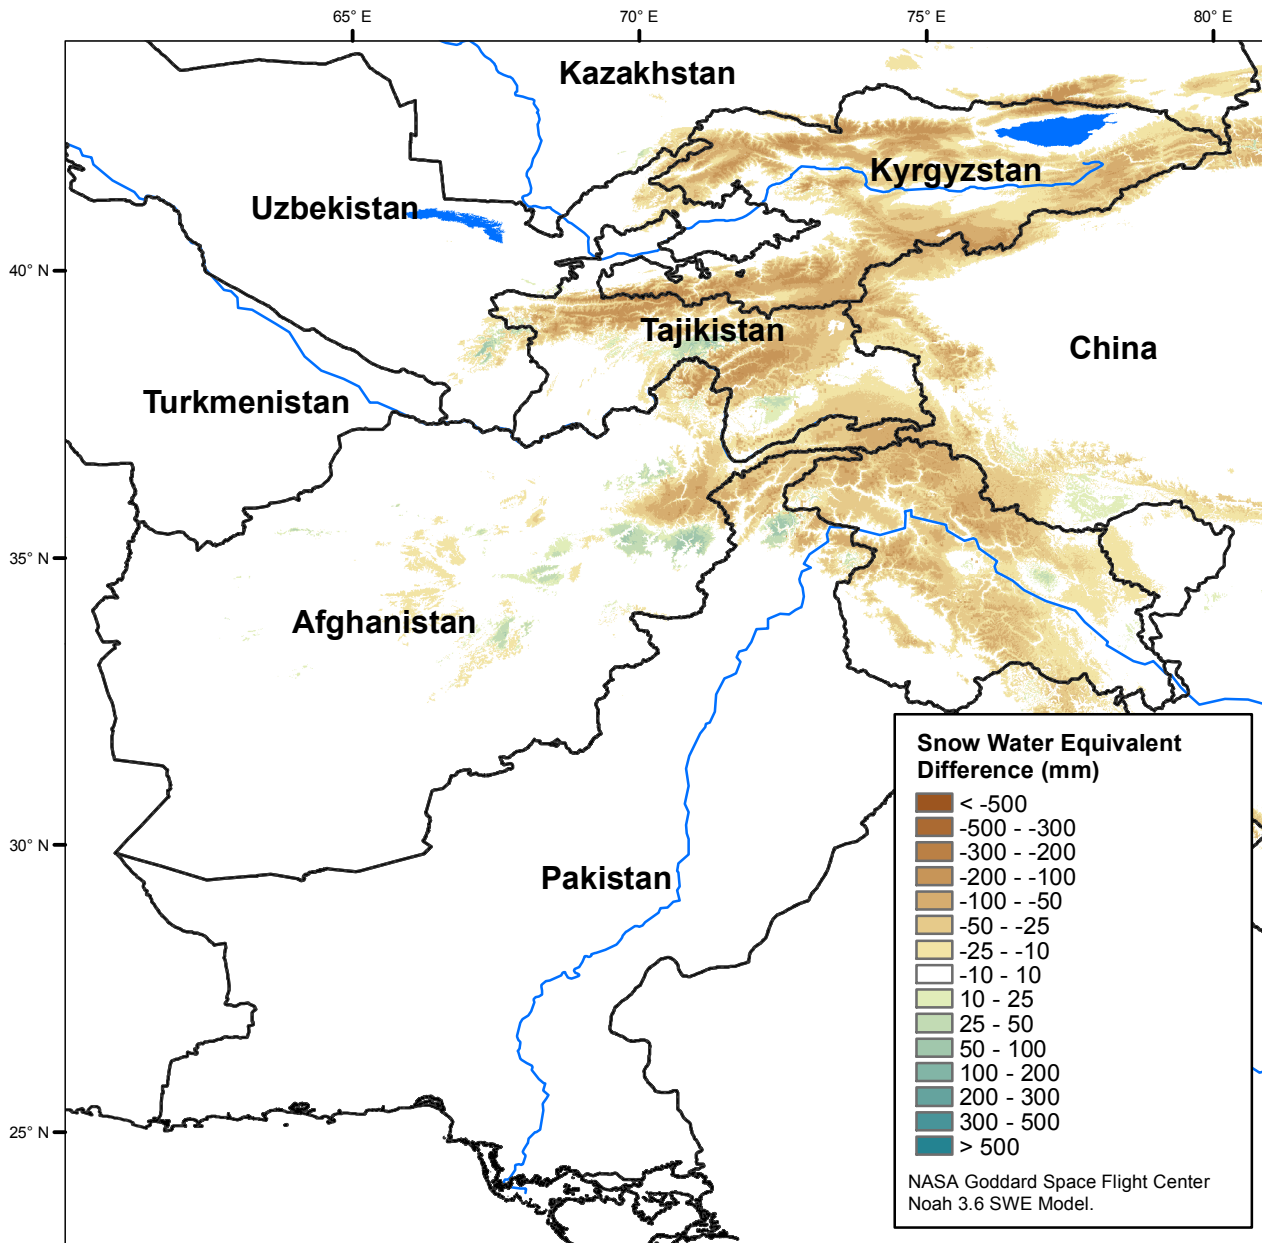 65° E
70° E
75° E
80° E
Kazakhstan
Kyrgyzstan
Uzbekistan
40° N
Tajikistan
China
Turkmenistan
35° N
Afghanistan
Snow Water Equivalent
Difference (mm)
< -500
-500 - -300
-300 - -200
-200 - -100
-100 - -50
-50 - -25
-25 - -10
-10 - 10
10 - 25
25 - 50
50 - 100
100 - 200
200 - 300
300 - 500
> 500
NASA Goddard Space Flight Center
Noah 3.6 SWE Model.
30° N
Pakistan
25° N